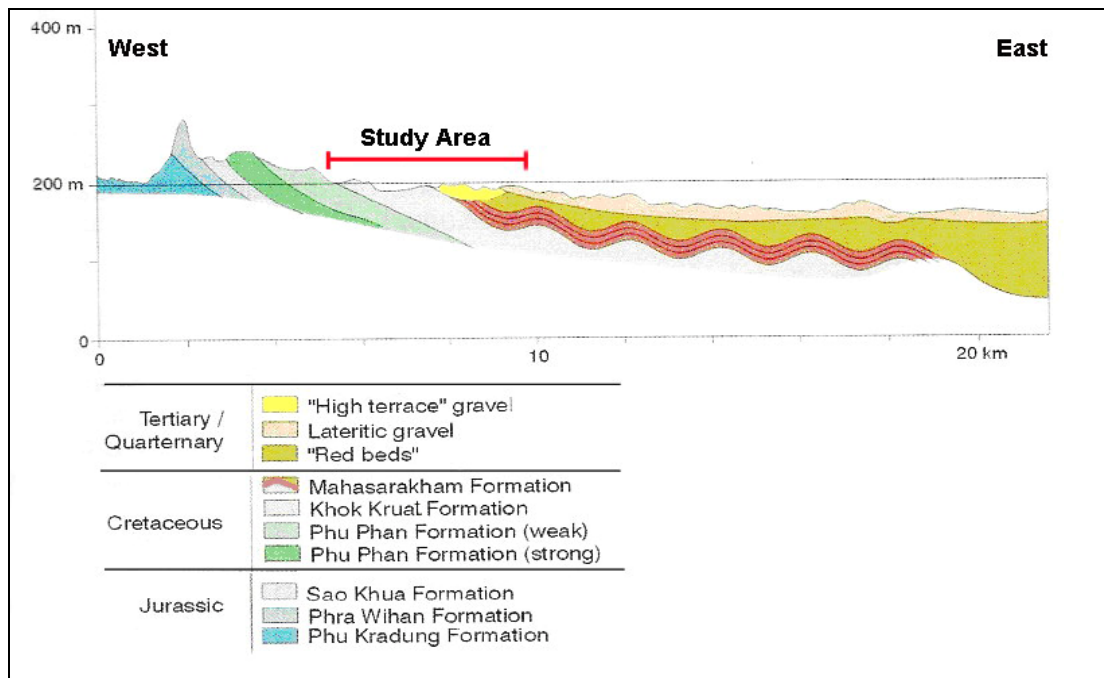 400 m
West
East
Study Area
200 m
0
0
10
20 km
Tertiary /
Quarternary
"High terrace" gravel
Lateritic gravel
"Red beds"
Cretaceous
Mahasarakham Formation
Khok Kruat Formation
Phu Phan Formation (weak)
Phu Phan Formation (strong)
Jurassic
Sao Khua Formation
Phra Wihan Formation
Phu Kradung Formation